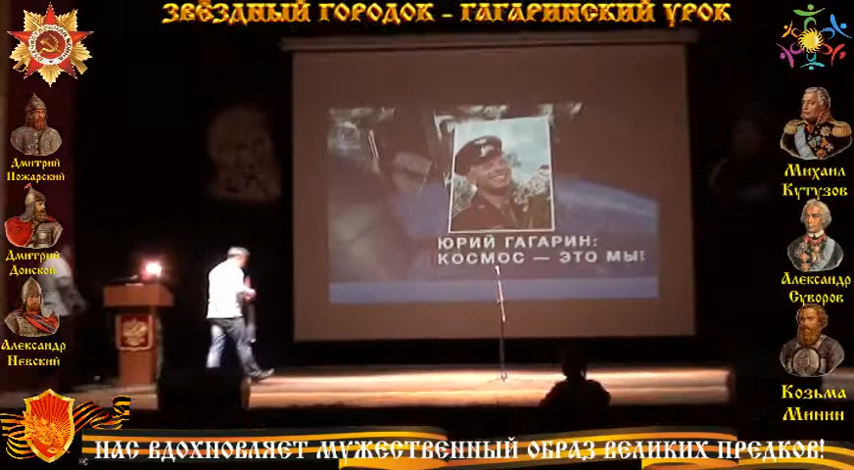 ЗВЁЗДНЫЙ ГОРОДОК - ГАГАРИНСКИЙ УРОК
Дмитрий
Пожарский
Дмитрий
Донской
Александр
Невский
ЮРИЙ ГАГАРИН:
КОСМОС — ЭТО МЫ!
Михаил
Кутузов
Александр
Суворов
Козьма
Минин
НАС ВДОХНОВЛЯЕТ МУЖЕСТВЕННЫЙ ОБРАЗ ВЕЛИКИХ ПРЕДКОВ!